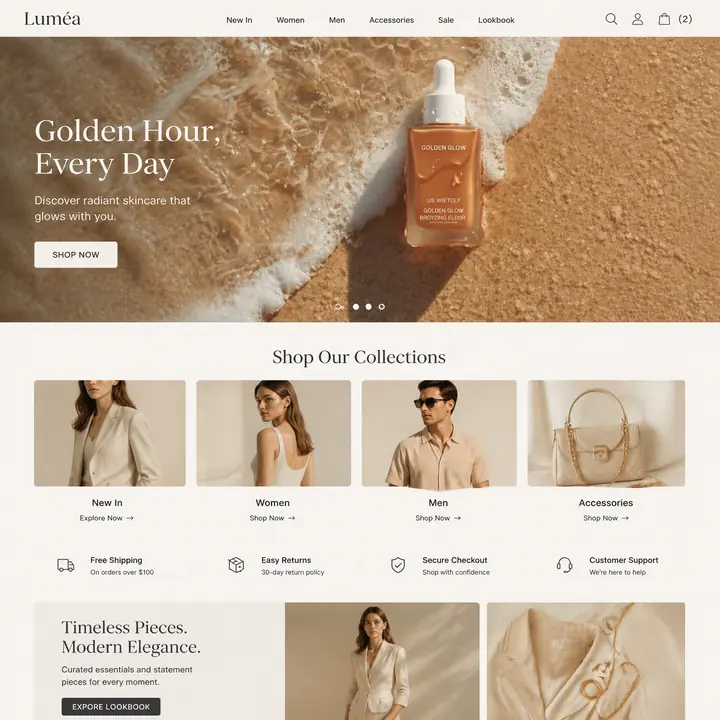 Luméa
New In
Women
Men
Accessories
Sale
Lookbook
(2)
Golden Hour,
Every Day
Discover radiant skincare that
glows with you.
SHOP NOW
GOLDEN GLOW
US WIETOLY
GOLDEN GLOW
BROYZING ELIXIR
Shop Our Collections
New In
Explore Now →
Women
Shop Now →
Men
Shop Now →
Accessories
Shop Now →
Free Shipping
On orders over $100
Easy Returns
30-day return policy
Secure Checkout
Shop with confidence
Customer Support
We're here to help
Timeless Pieces.
Modern Elegance.
Curated essentials and statement
pieces for every moment.
EXPORE LOOKBOOK